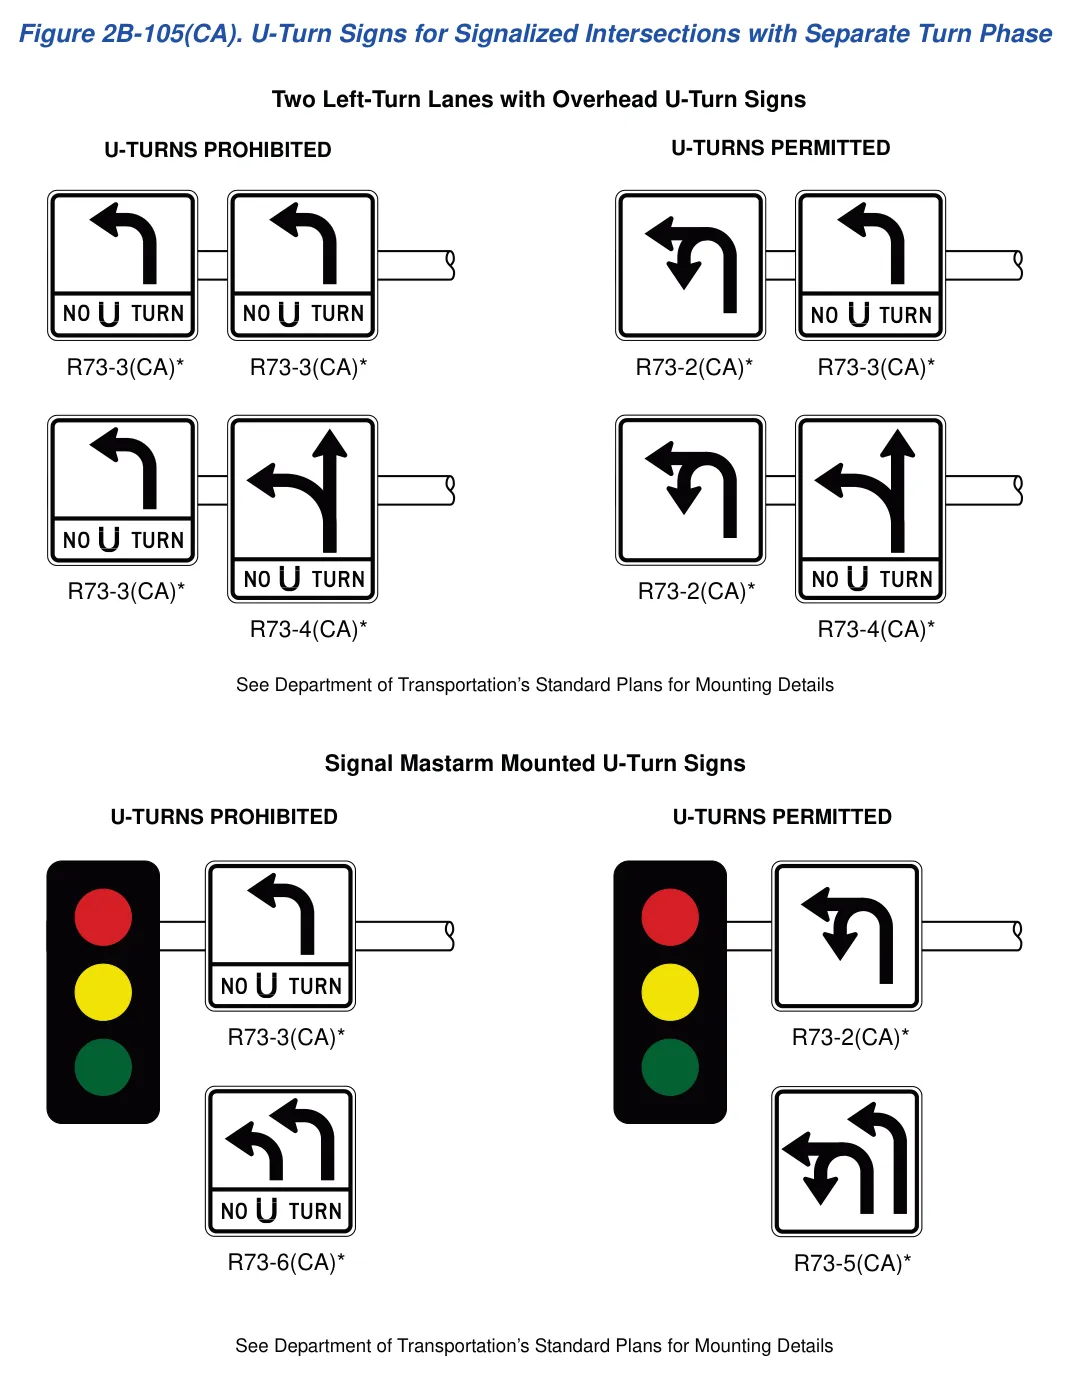 Figure 2B-105(CA). U-Turn Signs for Signalized Intersections with Separate Turn Phase
Two Left-Turn Lanes with Overhead U-Turn Signs
U-TURNS PROHIBITED
U-TURNS PERMITTED
NO U TURN
NO U TURN
NO U TURN
R73-3(CA)*
R73-3(CA)*
R73-2(CA)*
R73-3(CA)*
NO U TURN
NO U TURN
NO U TURN
R73-3(CA)*
R73-4(CA)*
R73-2(CA)*
R73-4(CA)*
See Department of Transportation’s Standard Plans for Mounting Details
Signal Mastarm Mounted U-Turn Signs
U-TURNS PROHIBITED
U-TURNS PERMITTED
NO U TURN
R73-3(CA)*
R73-2(CA)*
NO U TURN
R73-6(CA)*
R73-5(CA)*
See Department of Transportation’s Standard Plans for Mounting Details